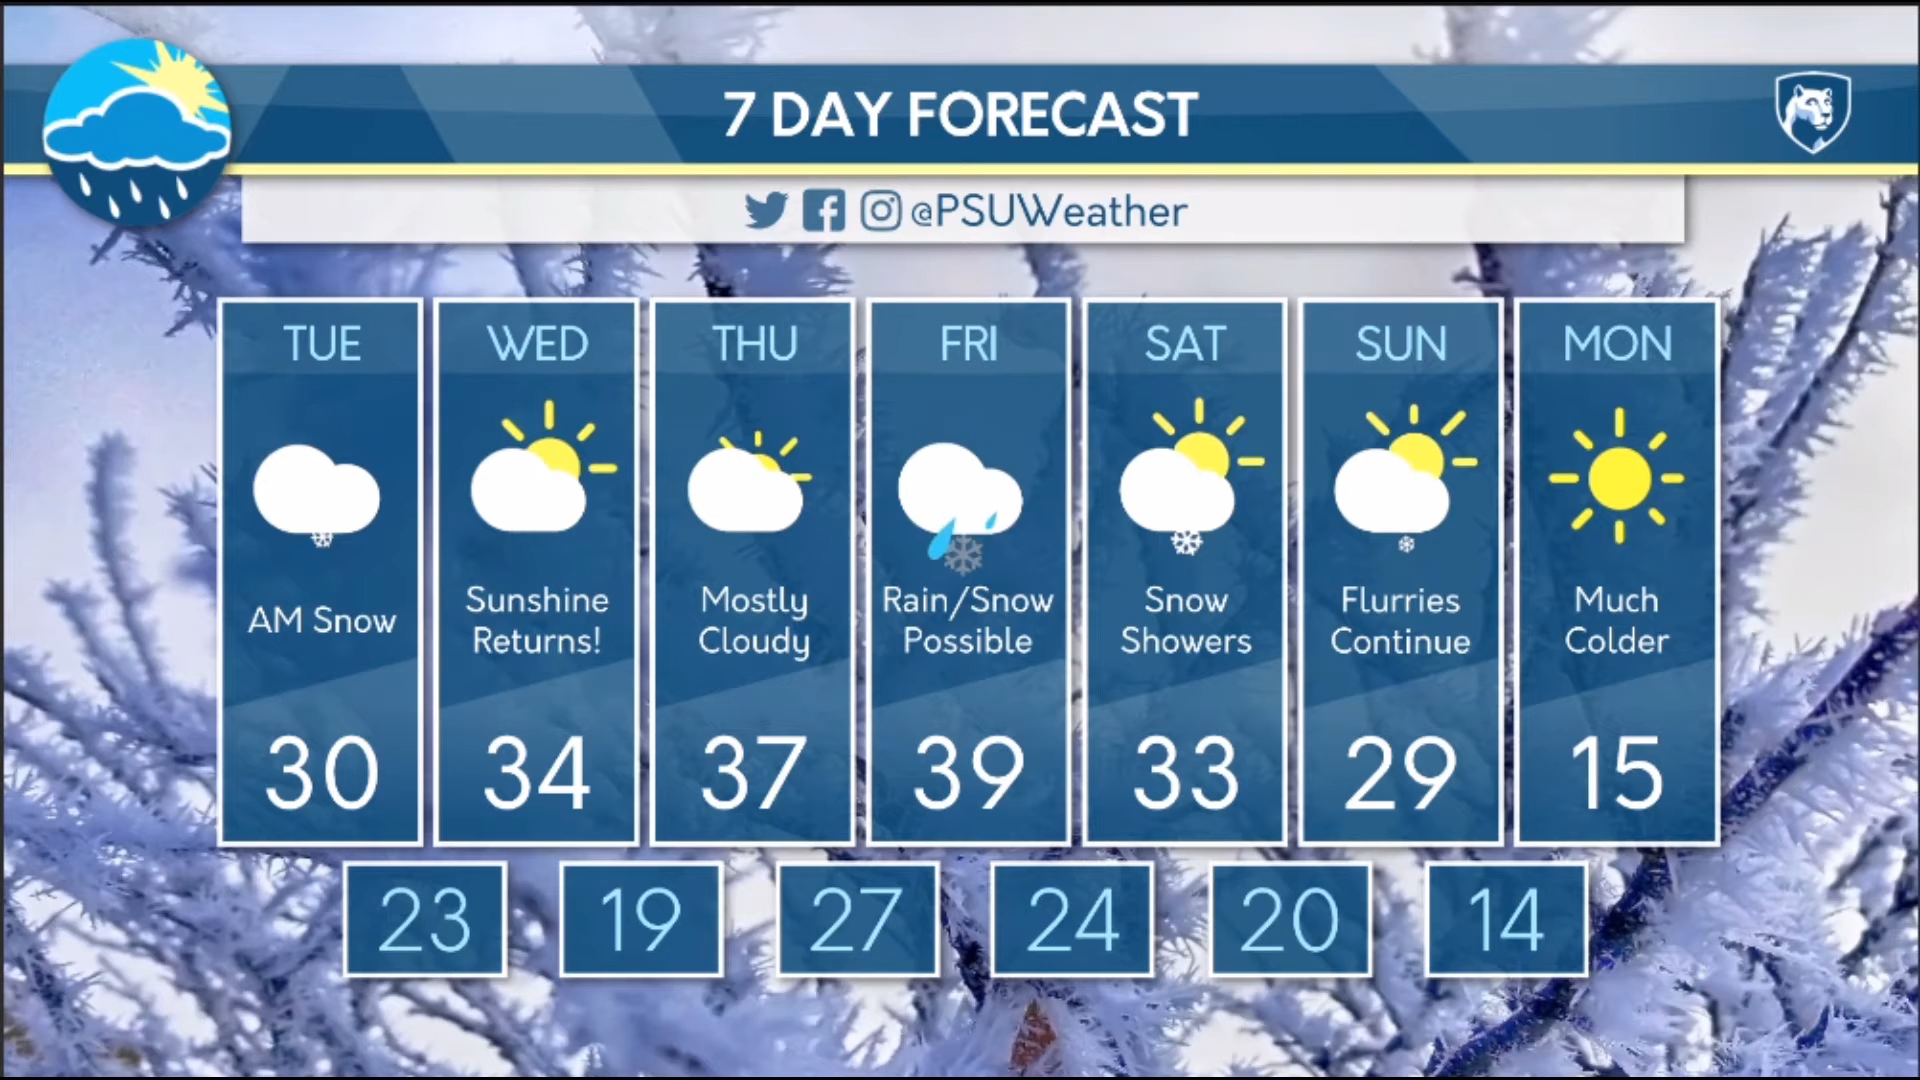 7 DAY FORECAST
@PSUWeather
TUE WED THU FRI SAT SUN MON
AM Snow
Sunshine
Returns!
Mostly
Cloudy
Rain/Snow
Possible
Snow
Showers
Flurries
Continue
Much
Colder
30 34 37 39 33 29 15
23 19 27 24 20 14